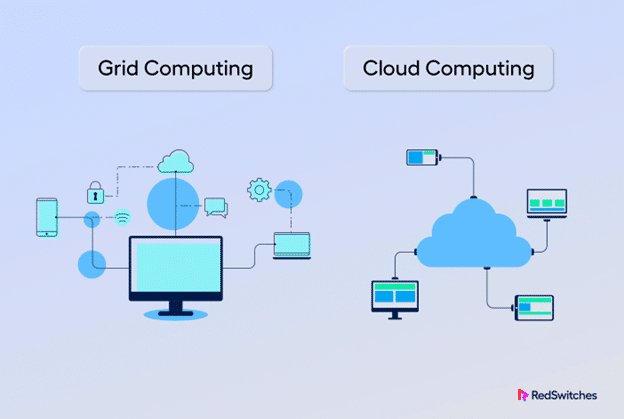 Grid Computing
Cloud Computing
RedSwitches